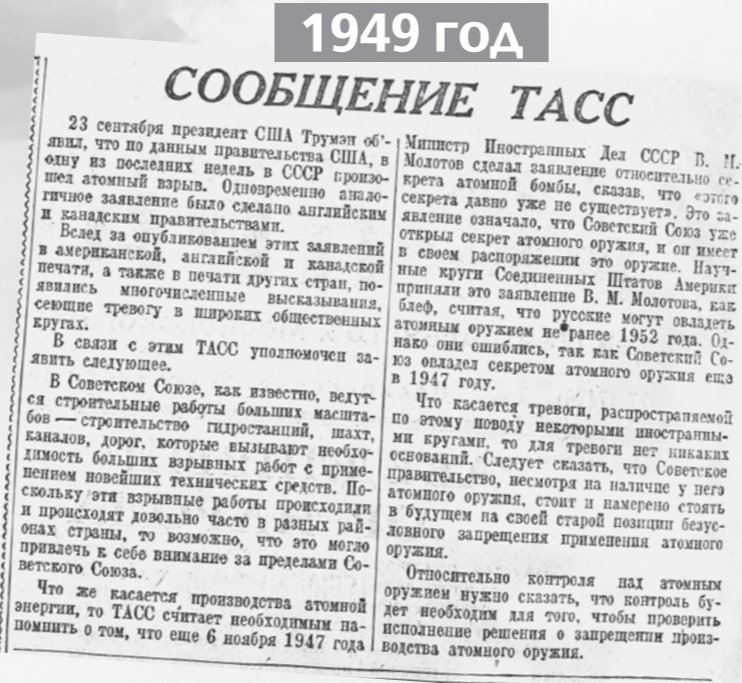 1949 год
СООБЩЕНИЕ ТАСС
23 сентября президент США Трумэн об'-
явил, что по данным правительства США, в
одну из последних недель в СССР произо-
шел атомный взрыв. Одновременно анало-
гичное заявление было сделано английским
и канадским правительствами.
Вслед за опубликованием этих заявлений
в американской, английской и канадской
печати, а также в печати других стран, по-
явились многочисленные высказывания,
сеющие тревогу в широких общественных
кругах.
В связи с этим ТАСС уполномочен за-
явить следующее.
В Советском Союзе, как известно, ведут-
ся строительные работы больших масшта-
бов — строительство гидростанций, шахт,
каналов, дорог, которые вызывают необхо-
димость больших взрывных работ с приме-
нением новейших технических средств. По-
скольку эти взрывные работы происходили
и происходят довольно часто в разных рай-
онах страны, то возможно, что это могло
привлечь к себе внимание за пределами Со-
ветского Союза.
Что же касается производства атомной
энергии, то ТАСС считает необходимым на-
помнить о том, что еще 6 ноября 1947 года
Министр Иностранных Дел СССР В. М.
Молотов сделал заявление относительно се-
крета атомной бомбы, сказав, что «этого
секрета давно уже не существует». Это за-
явление означало, что Советский Союз уже
открыл секрет атомного оружия, и он имеет
в своем распоряжении это оружие. Науч-
ные круги Соединенных Штатов Америки
приняли это заявление В. М. Молотова, как
блеф, считая, что русские могут овладеть
атомным оружием не ранее 1952 года. Од-
нако они ошиблись, так как Советский Со-
юз овладел секретом атомного оружия еще
в 1947 году.
Что касается тревоги, распространяемой
по этому поводу некоторыми иностранны-
ми кругами, то для тревоги нет никаких
оснований. Следует сказать, что Советское
правительство, несмотря на наличие у него
атомного оружия, стоит и намерено стоять
в будущем на своей старой позиции безус-
ловного запрещения применения атомного
оружия.
Относительно контроля над атомным
оружием нужно сказать, что контроль бу-
дет необходим для того, чтобы проверить
исполнение решения о запрещении произ-
водства атомного оружия.